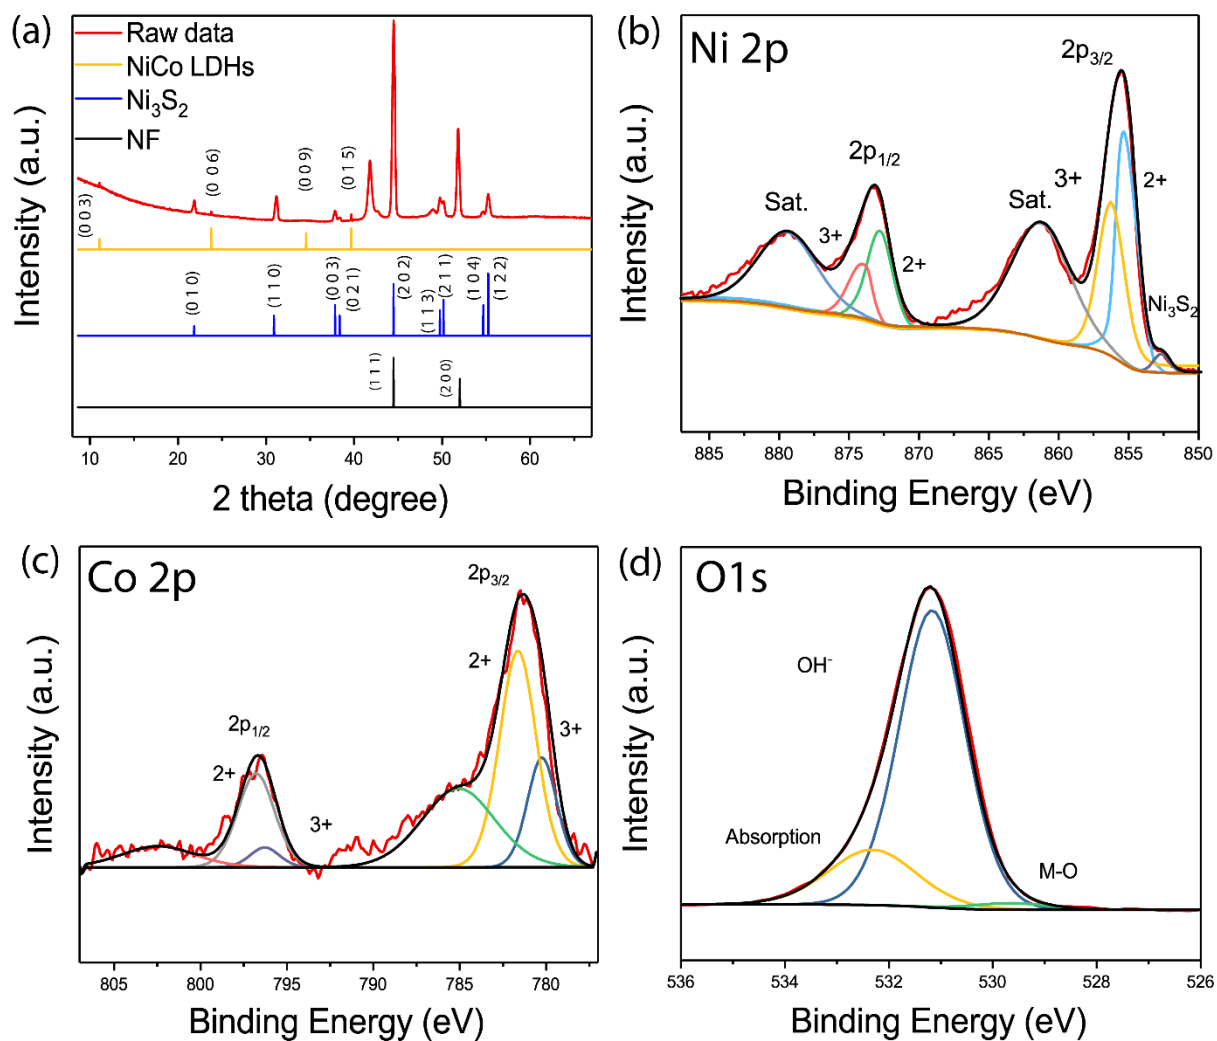 (a)
Raw data
NiCo LDHs
Ni₃S₂
NF
(0 0 3)
(0 0 6)
(0 0 9)
(0 1 5)
(0 1 0)
(1 1 0)
(0 0 3)
(0 2 1)
(2 0 2)
(1 1 3)
(2 1 1)
(1 0 4)
(1 2 2)
(1 1 1)
(2 0 0)
Intensity (a.u.)
10 20 30 40 50 60
2 theta (degree)
(b)
Ni 2p
2p₃/₂
2p₁/₂
Sat.
3+
2+
Sat.
3+
2+
Ni₃S₂
Intensity (a.u.)
885 880 875 870 865 860 855 850
Binding Energy (eV)
(c)
Co 2p
2p₃/₂
2+
3+
2p₁/₂
2+
3+
Intensity (a.u.)
805 800 795 790 785 780
Binding Energy (eV)
(d)
O1s
OH⁻
Absorption
M-O
Intensity (a.u.)
536 534 532 530 528 526
Binding Energy (eV)